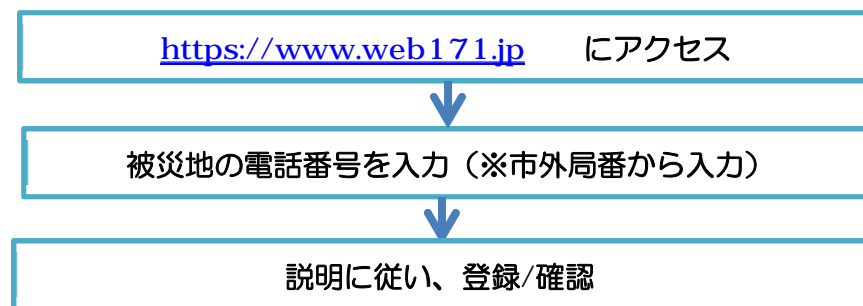 https://www.web171.jp にアクセス
被災地の電話番号を入力（※市外局番から入力）
説明に従い、登録/確認